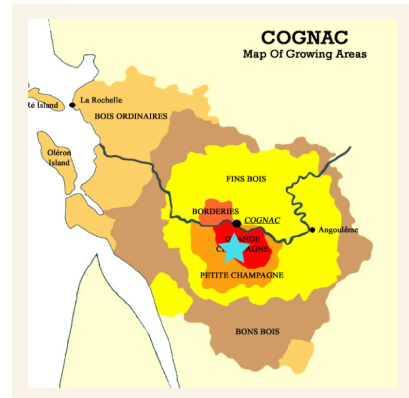 COGNAC
Map Of Growing Areas
La Rochelle
Ré Island
BOIS ORDINAIRES
Oléron
Island
FINS BOIS
BORDERIES
COGNAC
Angoulême
PETITE CHAMPAGNE
BONS BOIS